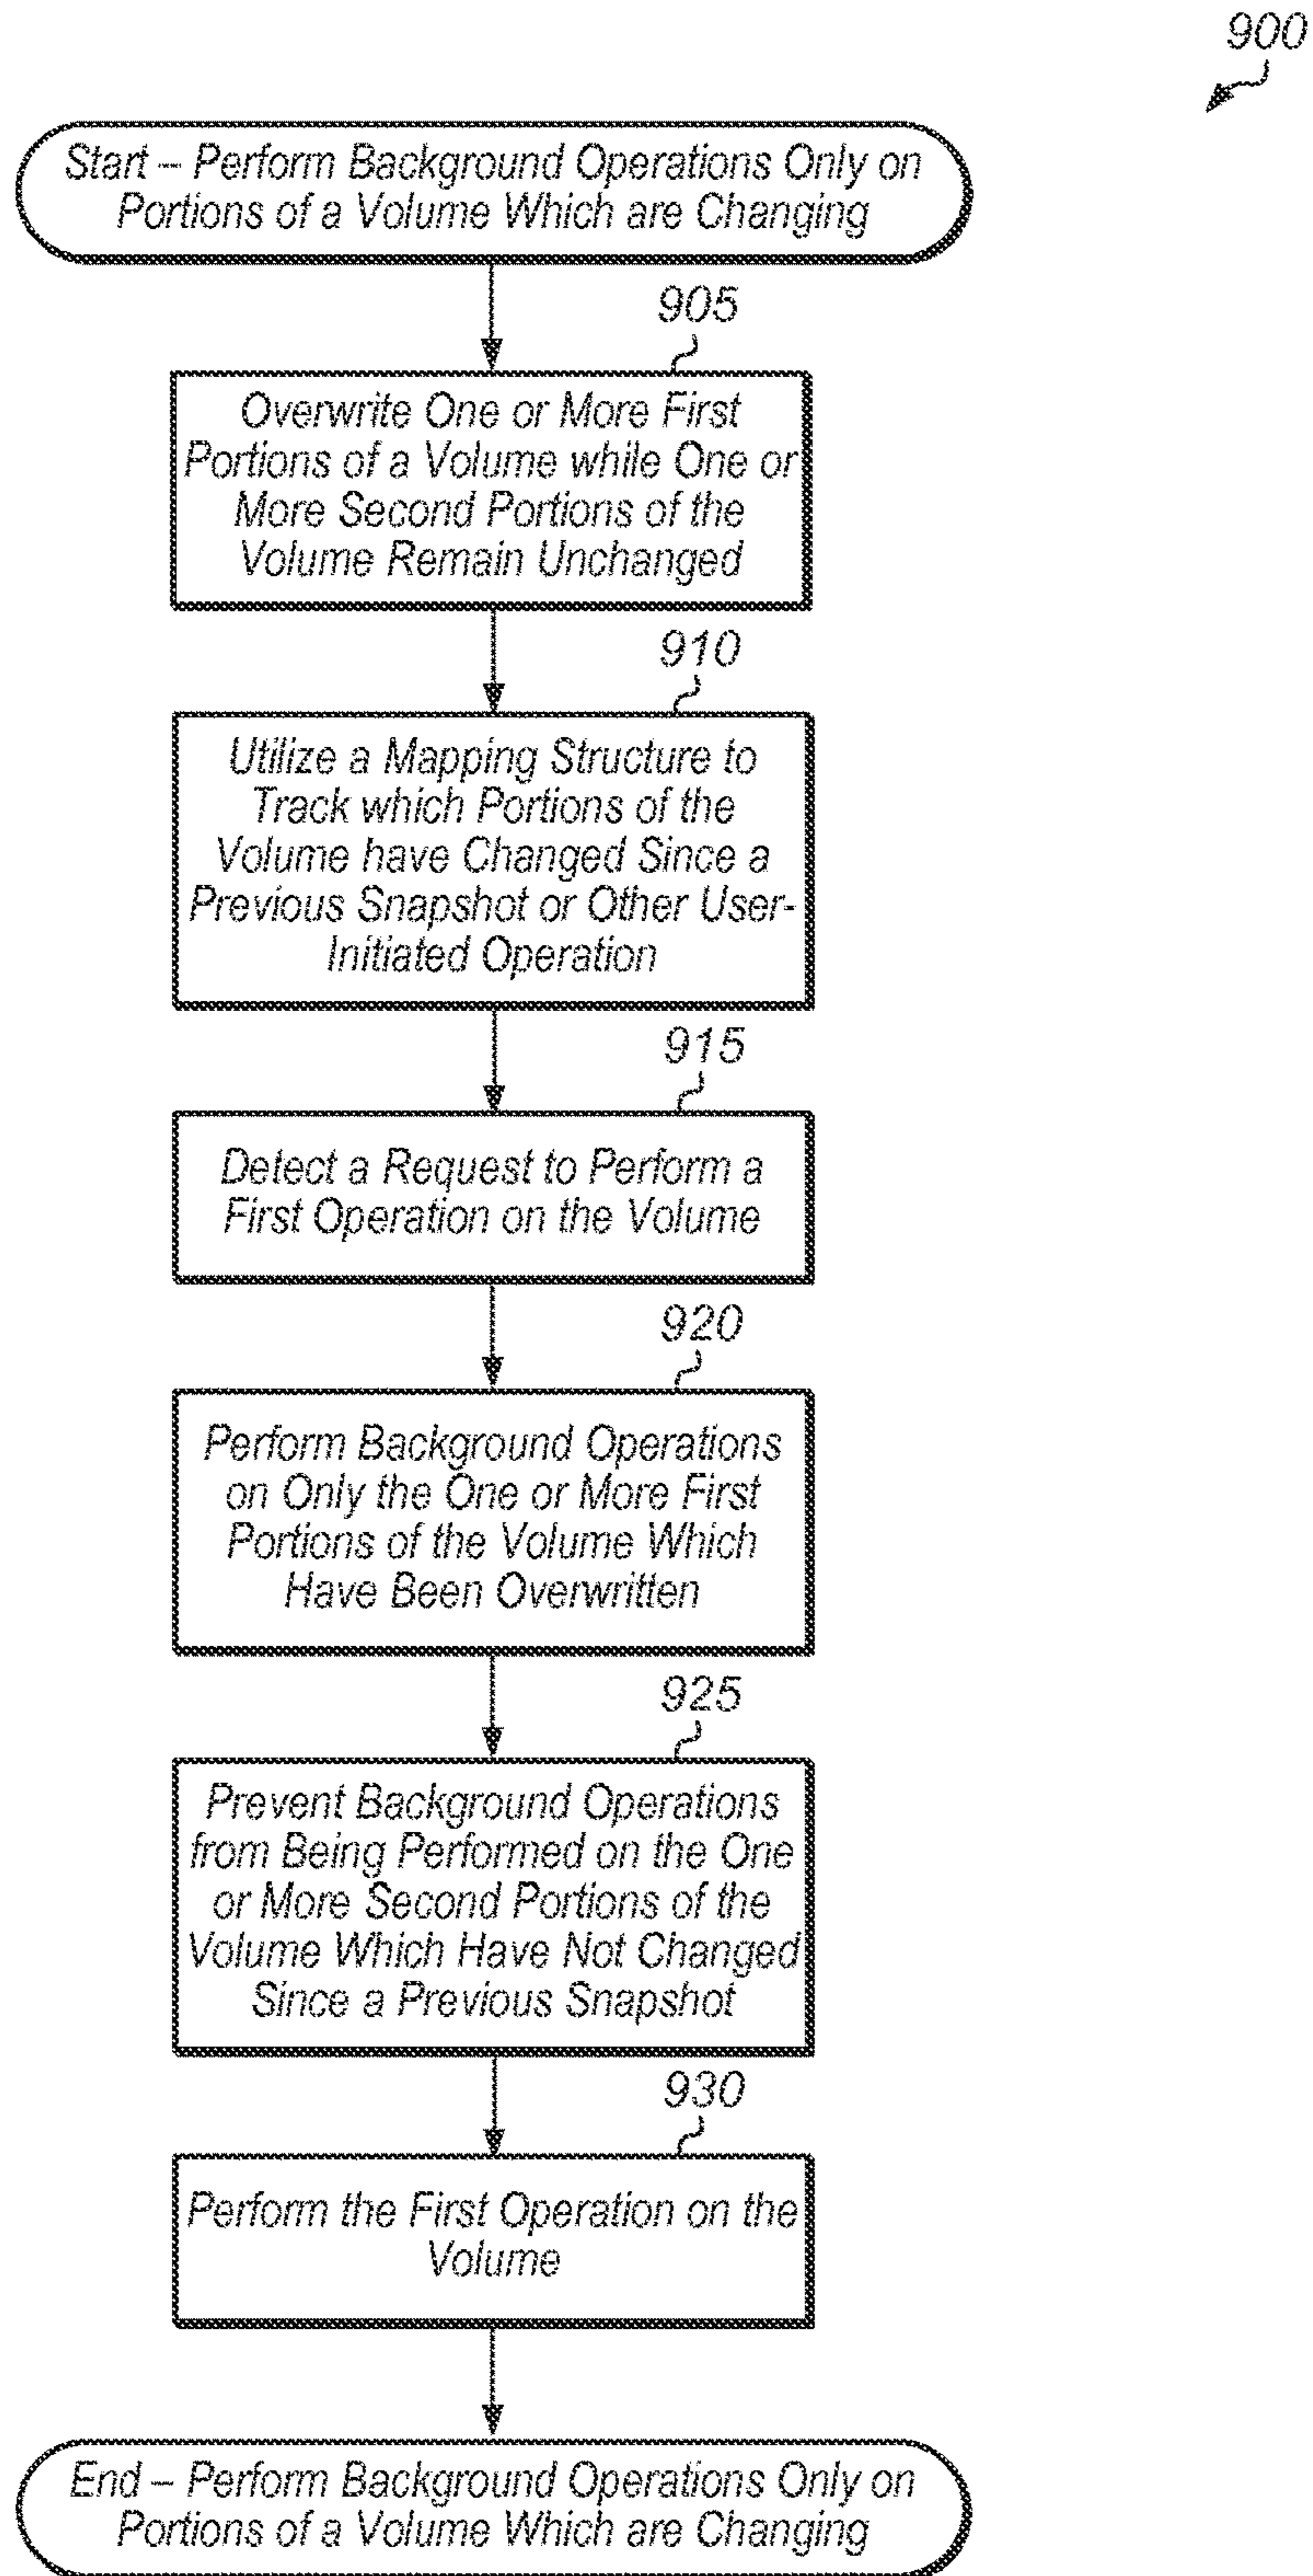 900
Start – Perform Background Operations Only on
Portions of a Volume Which are Changing
905
Overwrite One or More First
Portions of a Volume while One or
More Second Portions of the
Volume Remain Unchanged
910
Utilize a Mapping Structure to
Track which Portions of the
Volume have Changed Since a
Previous Snapshot or Other User-
Initiated Operation
915
Detect a Request to Perform a
First Operation on the Volume
920
Perform Background Operations
on Only the One or More First
Portions of the Volume Which
Have Been Overwritten
925
Prevent Background Operations
from Being Performed on the One
or More Second Portions of the
Volume Which Have Not Changed
Since a Previous Snapshot
930
Perform the First Operation on the
Volume
End – Perform Background Operations Only on
Portions of a Volume Which are Changing